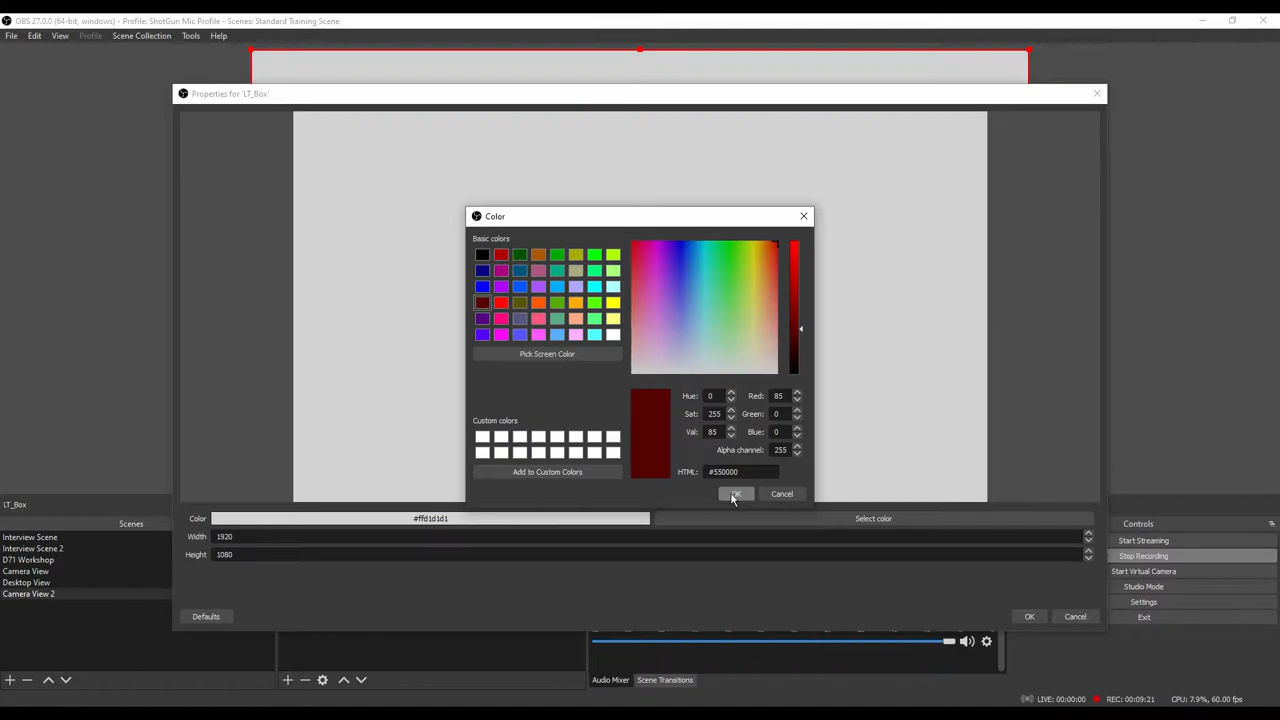 OBS 27.0.0 (64-bit, windows) - Profile: ShotGun Mic Profile - Scenes: Standard Training Scene
File Edit View Profile Scene Collection Tools Help
Properties for 'LT_Box'
Color
Basic colors
Pick Screen Color
Hue: 0 Red: 85
Sat: 255 Green: 0
Val: 85 Blue: 0
Alpha channel: 255
Custom colors
Add to Custom Colors
HTML: #550000
OK Cancel
LT_Box
Color #ffd1d1d1 Select color
Width 1920
Height 1080
Defaults OK Cancel
Scenes
Interview Scene
Interview Scene 2
D71 Workshop
Camera View
Desktop View
Camera View 2
Controls
Start Streaming
Stop Recording
Start Virtual Camera
Studio Mode
Settings
Exit
Audio Mixer Scene Transitions
LIVE: 00:00:00 REC: 00:09:21 CPU: 7.9%, 60.00 fps